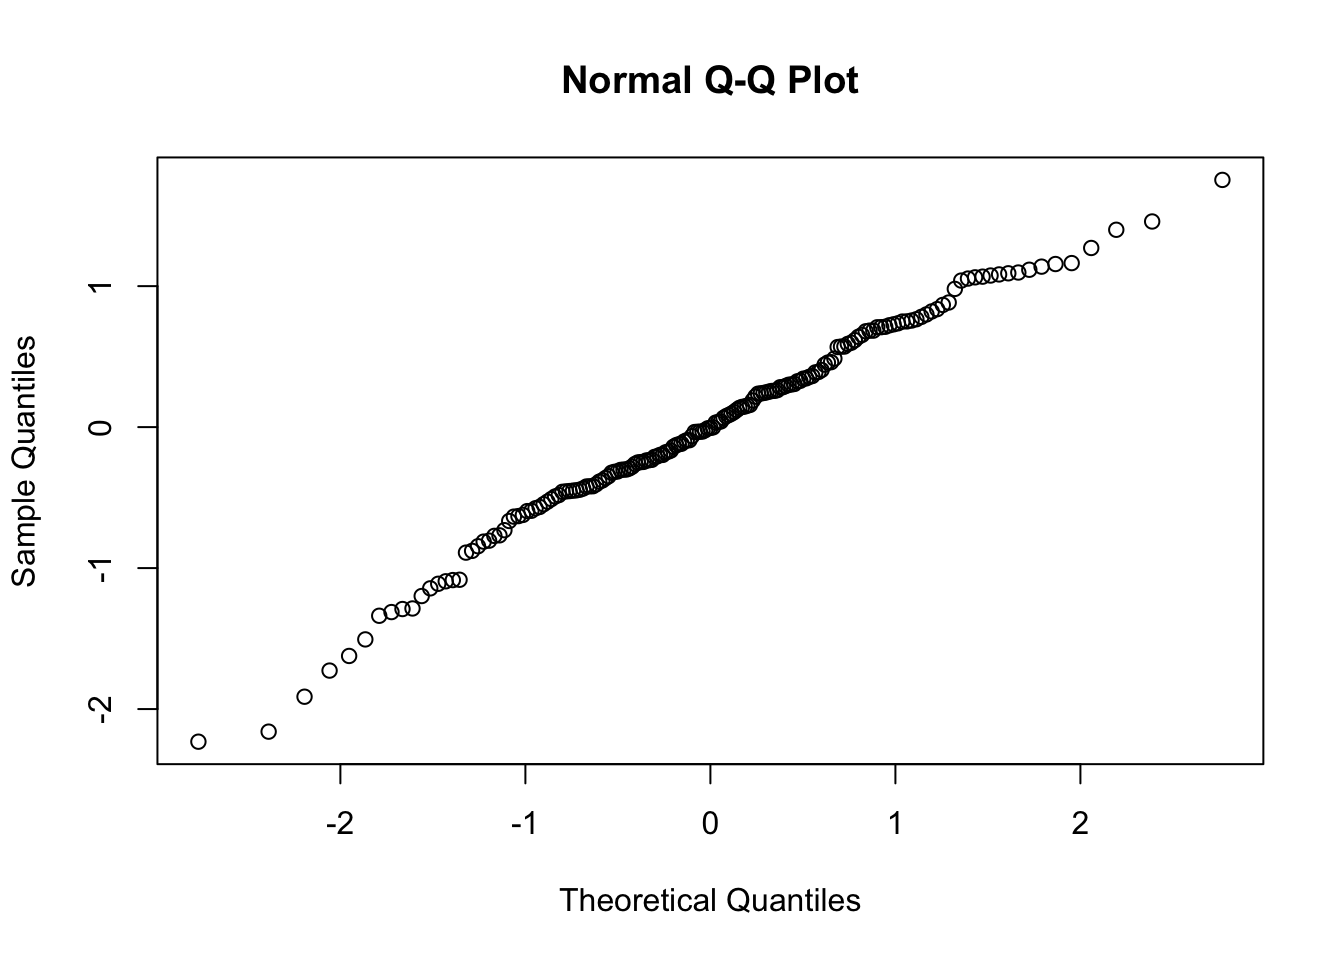 Normal Q-Q Plot
Sample Quantiles
1
0
-1
-2
-2 -1 0 1 2
Theoretical Quantiles